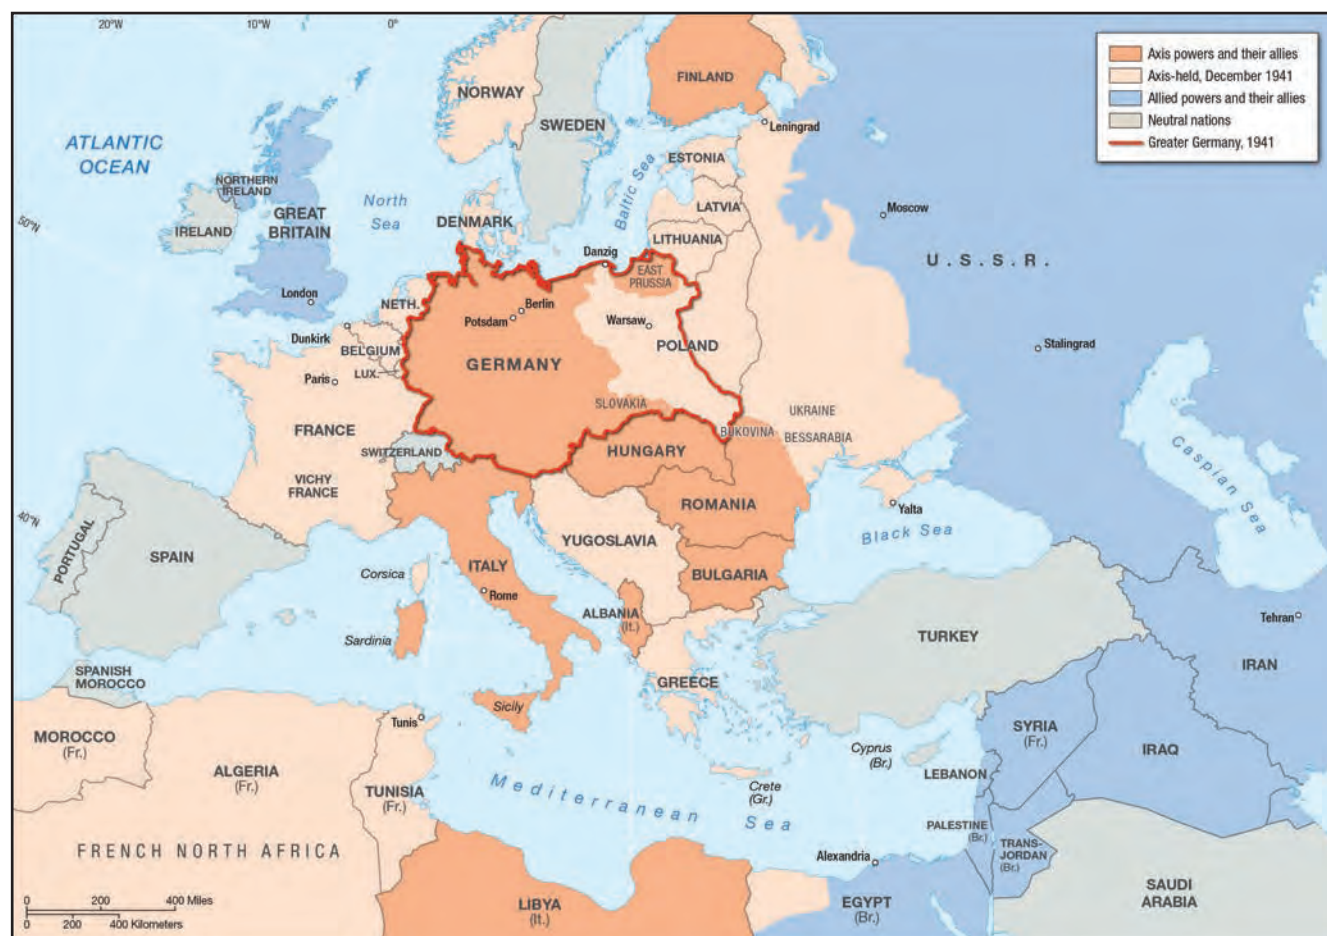 20°W
10°W
0°
50°N
40°N
Axis powers and their allies
Axis-held, December 1941
Allied powers and their allies
Neutral nations
Greater Germany, 1941
ATLANTIC
OCEAN
NORWAY
SWEDEN
FINLAND
Leningrad
ESTONIA
Baltic Sea
North
Sea
NORTHERN
IRELAND
IRELAND
GREAT
BRITAIN
London
DENMARK
LATVIA
LITHUANIA
Moscow
U.S.S.R.
Danzig
EAST
PRUSSIA
NETH.
Berlin
Potsdam
Warsaw
POLAND
Stalingrad
Dunkirk
BELGIUM
LUX.
Paris
GERMANY
SLOVAKIA
UKRAINE
BUKOVINA
BESSARABIA
FRANCE
SWITZERLAND
HUNGARY
VICHY
FRANCE
ROMANIA
Yalta
Black Sea
Caspian Sea
PORTUGAL
SPAIN
YUGOSLAVIA
ITALY
Rome
BULGARIA
Corsica
Sardinia
ALBANIA
(It.)
TURKEY
Tehran
IRAN
SPANISH
MOROCCO
GREECE
Sicily
Tunis
MOROCCO
(Fr.)
ALGERIA
(Fr.)
TUNISIA
(Fr.)
Mediterranean Sea
Crete
(Gr.)
Cyprus
(Br.)
SYRIA
(Fr.)
IRAQ
LEBANON
PALESTINE
(Br.)
TRANS-
JORDAN
(Br.)
FRENCH NORTH AFRICA
Alexandria
LIBYA
(It.)
EGYPT
(Br.)
SAUDI
ARABIA
0 200 400 Miles
0 200 400 Kilometers